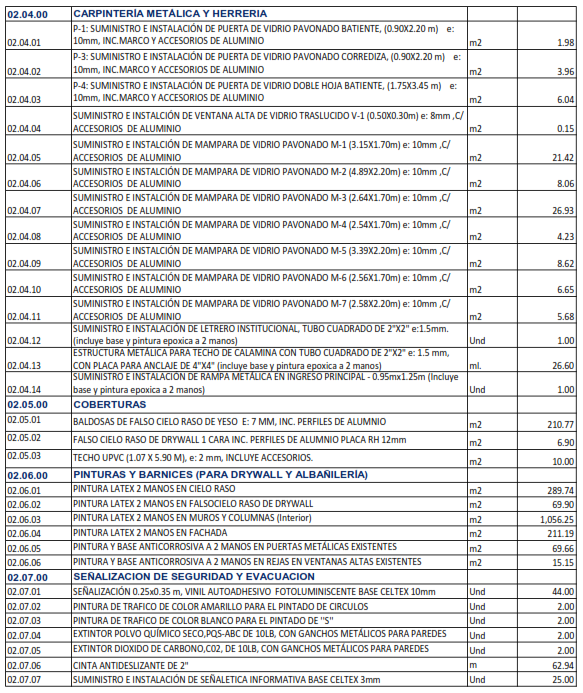 02.04.00 CARPINTERÍA METÁLICA Y HERRERIA
P-1: SUMINISTRO E INSTALACIÓN DE PUERTA DE VIDRIO PAVONADO BATIENTE, (0.90X2.20 m) e:
02.04.01 10mm, INC.MARCO Y ACCESORIOS DE ALUMINIO m2 1.98
P-3: SUMINISTRO E INSTALACIÓN DE PUERTA DE VIDRIO PAVONADO CORREDIZA, (0.90X2.20 m) e:
02.04.02 10mm, INC.MARCO Y ACCESORIOS DE ALUMINIO m2 3.96
P-4: SUMINISTRO E INSTALACIÓN DE PUERTA DE VIDRIO DOBLE HOJA BATIENTE, (1.75X3.45 m) e:
02.04.03 10mm, INC.MARCO Y ACCESORIOS DE ALUMINIO m2 6.04
SUMINISTRO E INSTALCIÓN DE VENTANA ALTA DE VIDRIO TRASLUCIDO V-1 (0.50X0.30m) e: 8mm ,C/
02.04.04 ACCESORIOS DE ALUMINIO m2 0.15
SUMINISTRO E INSTALCIÓN DE MAMPARA DE VIDRIO PAVONADO M-1 (3.15X1.70m) e: 10mm ,C/
02.04.05 ACCESORIOS DE ALUMINIO m2 21.42
SUMINISTRO E INSTALCIÓN DE MAMPARA DE VIDRIO PAVONADO M-2 (4.89X2.20m) e: 10mm ,C/
02.04.06 ACCESORIOS DE ALUMINIO m2 8.06
SUMINISTRO E INSTALCIÓN DE MAMPARA DE VIDRIO PAVONADO M-3 (2.64X1.70m) e: 10mm ,C/
02.04.07 ACCESORIOS DE ALUMINIO m2 26.93
SUMINISTRO E INSTALCIÓN DE MAMPARA DE VIDRIO PAVONADO M-4 (2.54X1.70m) e: 10mm ,C/
02.04.08 ACCESORIOS DE ALUMINIO m2 4.23
SUMINISTRO E INSTALCIÓN DE MAMPARA DE VIDRIO PAVONADO M-5 (3.39X2.20m) e: 10mm ,C/
02.04.09 ACCESORIOS DE ALUMINIO m2 8.62
SUMINISTRO E INSTALCIÓN DE MAMPARA DE VIDRIO PAVONADO M-6 (2.56X1.70m) e: 10mm ,C/
02.04.10 ACCESORIOS DE ALUMINIO m2 6.65
SUMINISTRO E INSTALCIÓN DE MAMPARA DE VIDRIO PAVONADO M-7 (2.58X2.20m) e: 10mm ,C/
02.04.11 ACCESORIOS DE ALUMINIO m2 5.68
SUMINISTRO E INSTALACIÓN DE LETRERO INSTITUCIONAL, TUBO CUADRADO DE 2"X2" e:1.5mm.
02.04.12 (incluye base y pintura epoxica a 2 manos) Und 1.00
ESTRUCTURA METÁLICA PARA TECHO DE CALAMINA CON TUBO CUADRADO DE 2"X2" e: 1.5 mm,
02.04.13 CON PLACA PARA ANCLAJE DE 4"X4" (incluye base y pintura epoxica a 2 manos) ml. 26.60
SUMINISTRO E INSTALACIÓN DE RAMPA METÁLICA EN INGRESO PRINCIPAL - 0.95mx1.25m (Incluye
02.04.14 base y pintura epoxica a 2 manos) Und 1.00
02.05.00 COBERTURAS
02.05.01 BALDOSAS DE FALSO CIELO RASO DE YESO E: 7 MM, INC. PERFILES DE ALUMNIO m2 210.77
02.05.02 FALSO CIELO RASO DE DRYWALL 1 CARA INC. PERFILES DE ALUMNIO PLACA RH 12mm m2 6.90
02.05.03 TECHO UPVC (1.07 X 5.90 M), e: 2 mm, INCLUYE ACCESORIOS. m2 10.00
02.06.00 PINTURAS Y BARNICES (PARA DRYWALL Y ALBAÑILERÍA)
02.06.01 PINTURA LATEX 2 MANOS EN CIELO RASO m2 289.74
02.06.02 PINTURA LATEX 2 MANOS EN FALSOCIELO RASO DE DRYWALL m2 69.90
02.06.03 PINTURA LATEX 2 MANOS EN MUROS Y COLUMNAS (Interior) m2 1,056.25
02.06.04 PINTURA LATEX 2 MANOS EN FACHADA m2 211.19
02.06.05 PINTURA Y BASE ANTICORROSIVA A 2 MANOS EN PUERTAS METÁLICAS EXISTENTES m2 69.66
02.06.06 PINTURA Y BASE ANTICORROSIVA A 2 MANOS EN REJAS EN VENTANAS ALTAS EXISTENTES m2 15.15
02.07.00 SEÑALIZACION DE SEGURIDAD Y EVACUACION
02.07.01 SEÑALIZACIÓN 0.25x0.35 m, VINIL AUTOADHESIVO FOTOLUMINISCENTE BASE CELTEX 10mm Und 44.00
02.07.02 PINTURA DE TRAFICO DE COLOR AMARILLO PARA EL PINTADO DE CIRCULOS Und 2.00
02.07.03 PINTURA DE TRAFICO DE COLOR BLANCO PARA EL PINTADO DE "S" Und 2.00
02.07.04 EXTINTOR POLVO QUÍMICO SECO,PQS-ABC DE 10LB, CON GANCHOS METÁLICOS PARA PAREDES Und 2.00
02.07.05 EXTINTOR DIOXIDO DE CARBONO,C02, DE 10LB, CON GANCHOS METÁLICOS PARA PAREDES Und 2.00
02.07.06 CINTA ANTIDESLIZANTE DE 2" m 62.94
02.07.07 SUMINISTRO E INSTALACIÓN DE SEÑALETICA INFORMATIVA BASE CELTEX 3mm Und 25.00